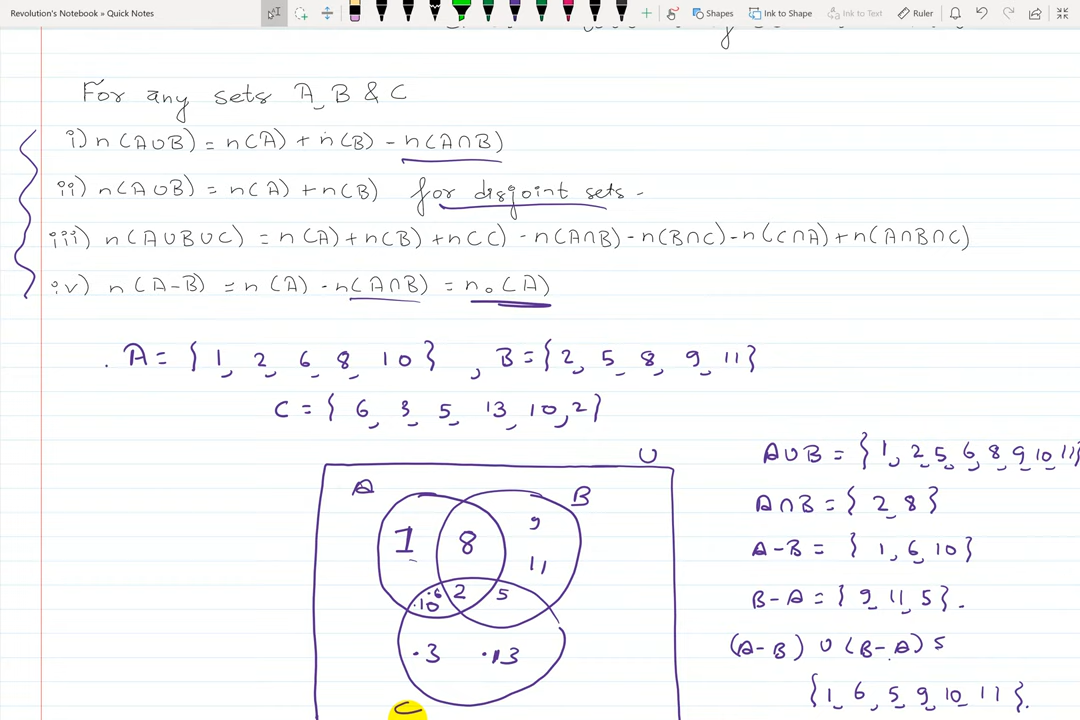 Revolution's Notebook » Quick Notes
Shapes Ink to Shape Ink to Text Ruler
For any sets A, B & C
i) n(A∪B) = n(A) + n(B) - n(A∩B)
ii) n(A∪B) = n(A) + n(B) for disjoint sets -
iii) n(A∪B∪C) = n(A)+n(B)+n(C) - n(A∩B) - n(B∩C) - n(C∩A) + n(A∩B∩C)
iv) n(A-B) = n(A) - n(A∩B) = n₀(A)
. A = { 1, 2, 6, 8, 10 } , B = { 2, 5, 8, 9, 11 }
C = { 6, 3, 5, 13, 10, 2 }
U
A B
1 8 9
11
.6 2 5
.10
.3 .13
C
A∪B = { 1, 2, 5, 6, 8, 9, 10, 11 }
A∩B = { 2, 8 }
A-B = { 1, 6, 10 }
B-A = { 9, 11, 5 }.
(A-B) ∪ (B-A) =
{ 1, 6, 5, 9, 10, 11 }.